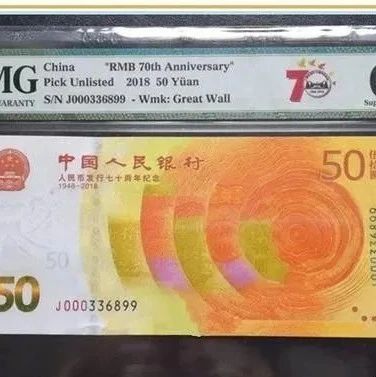 MG China "RMB 70th Anniversary"
GUARANTY Pick Unlisted 2018 50 Yüan
S/N J000336899 - Wmk: Great Wall
70
中国人民银行
人民币发行七十周年纪念
1948-2018
50
50
50
J000336899